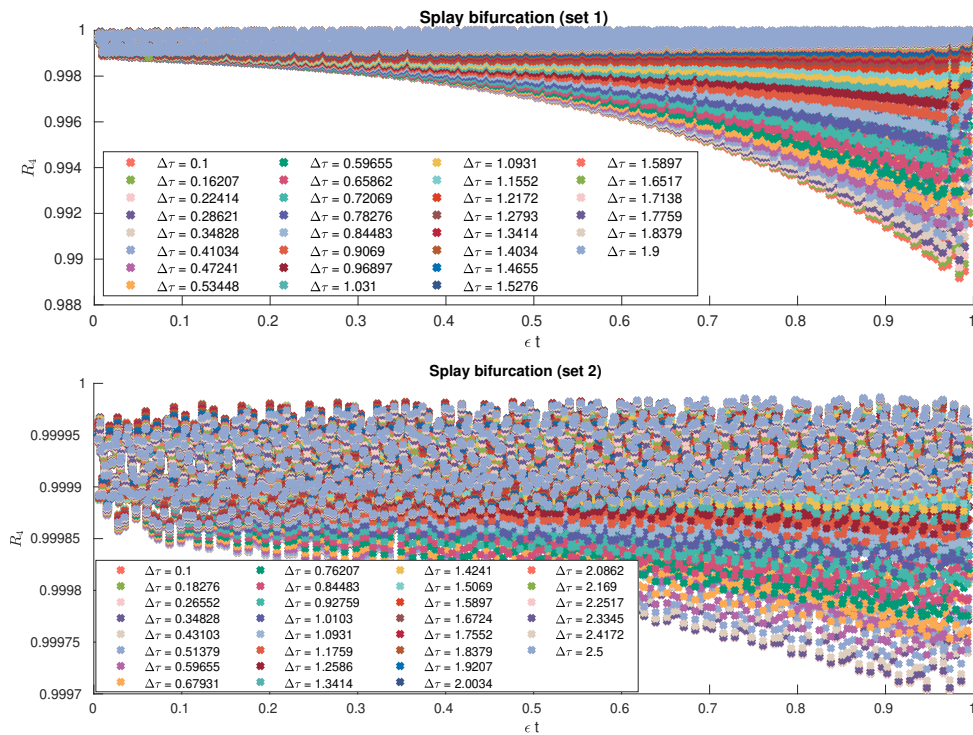 Splay bifurcation (set 1)
1
0.998
0.996
0.994
0.992
0.99
0.988
R₄
Δτ = 0.1 Δτ = 0.59655 Δτ = 1.0931 Δτ = 1.5897
Δτ = 0.16207 Δτ = 0.65862 Δτ = 1.1552 Δτ = 1.6517
Δτ = 0.22414 Δτ = 0.72069 Δτ = 1.2172 Δτ = 1.7138
Δτ = 0.28621 Δτ = 0.78276 Δτ = 1.2793 Δτ = 1.7759
Δτ = 0.34828 Δτ = 0.84483 Δτ = 1.3414 Δτ = 1.8379
Δτ = 0.41034 Δτ = 0.9069 Δτ = 1.4034 Δτ = 1.9
Δτ = 0.47241 Δτ = 0.96897 Δτ = 1.4655
Δτ = 0.53448 Δτ = 1.031 Δτ = 1.5276
0 0.1 0.2 0.3 0.4 0.5 0.6 0.7 0.8 0.9 1
ϵ t
Splay bifurcation (set 2)
1
0.99995
0.9999
0.99985
0.9998
0.99975
0.9997
R₄
Δτ = 0.1 Δτ = 0.76207 Δτ = 1.4241 Δτ = 2.0862
Δτ = 0.18276 Δτ = 0.84483 Δτ = 1.5069 Δτ = 2.169
Δτ = 0.26552 Δτ = 0.92759 Δτ = 1.5897 Δτ = 2.2517
Δτ = 0.34828 Δτ = 1.0103 Δτ = 1.6724 Δτ = 2.3345
Δτ = 0.43103 Δτ = 1.0931 Δτ = 1.7552 Δτ = 2.4172
Δτ = 0.51379 Δτ = 1.1759 Δτ = 1.8379 Δτ = 2.5
Δτ = 0.59655 Δτ = 1.2586 Δτ = 1.9207
Δτ = 0.67931 Δτ = 1.3414 Δτ = 2.0034
0 0.1 0.2 0.3 0.4 0.5 0.6 0.7 0.8 0.9 1
ϵ t